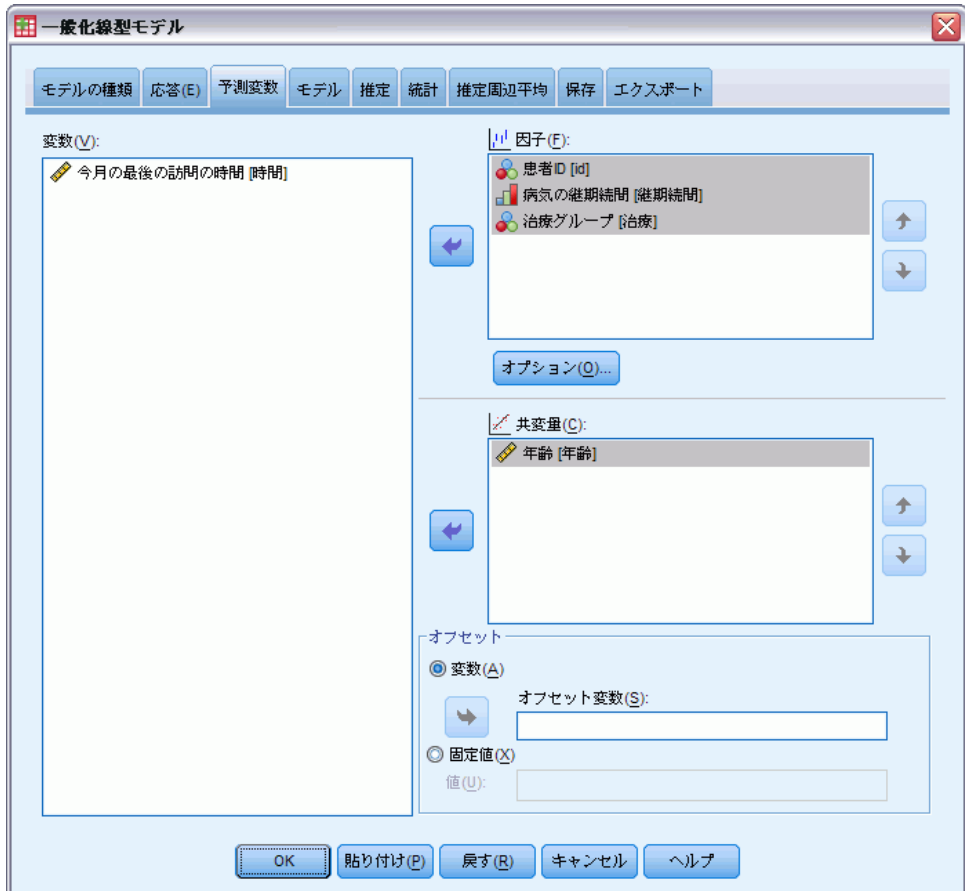 一般化線型モデル
モデルの種類 応答(E) 予測変数 モデル 推定 統計 推定周辺平均 保存 エクスポート
変数(V):
今月の最後の訪問の時間 [時間]
因子(F):
患者ID [id]
病気の継期続間 [継期続間]
治療グループ [治療]
オプション(O)...
共変量(C):
年齢 [年齢]
オフセット
変数(A)
オフセット変数(S):
固定値(X)
値(U):
OK 貼り付け(P) 戻す(R) キャンセル ヘルプ